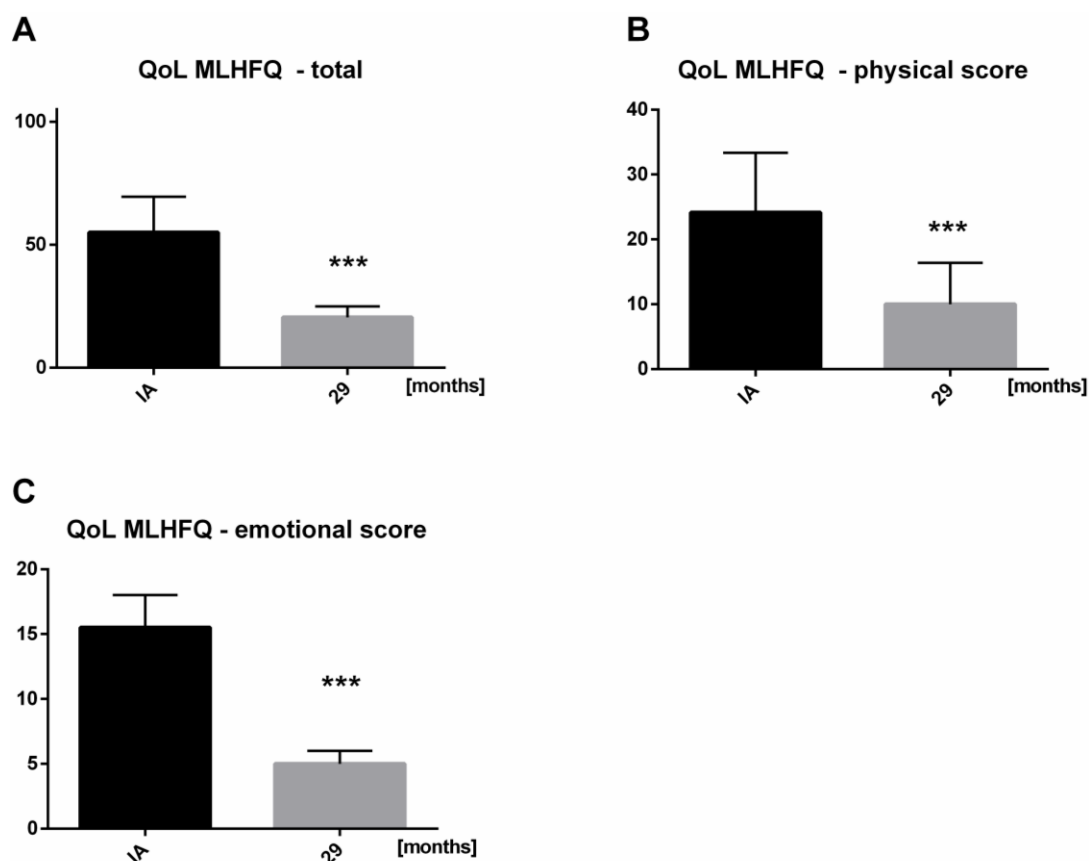 A
QoL MLHFQ - total
100
50
0
***
IA
29
[months]
B
QoL MLHFQ - physical score
40
30
20
10
0
***
IA
29
[months]
C
QoL MLHFQ - emotional score
20
15
10
5
0
***
IA
29
[months]